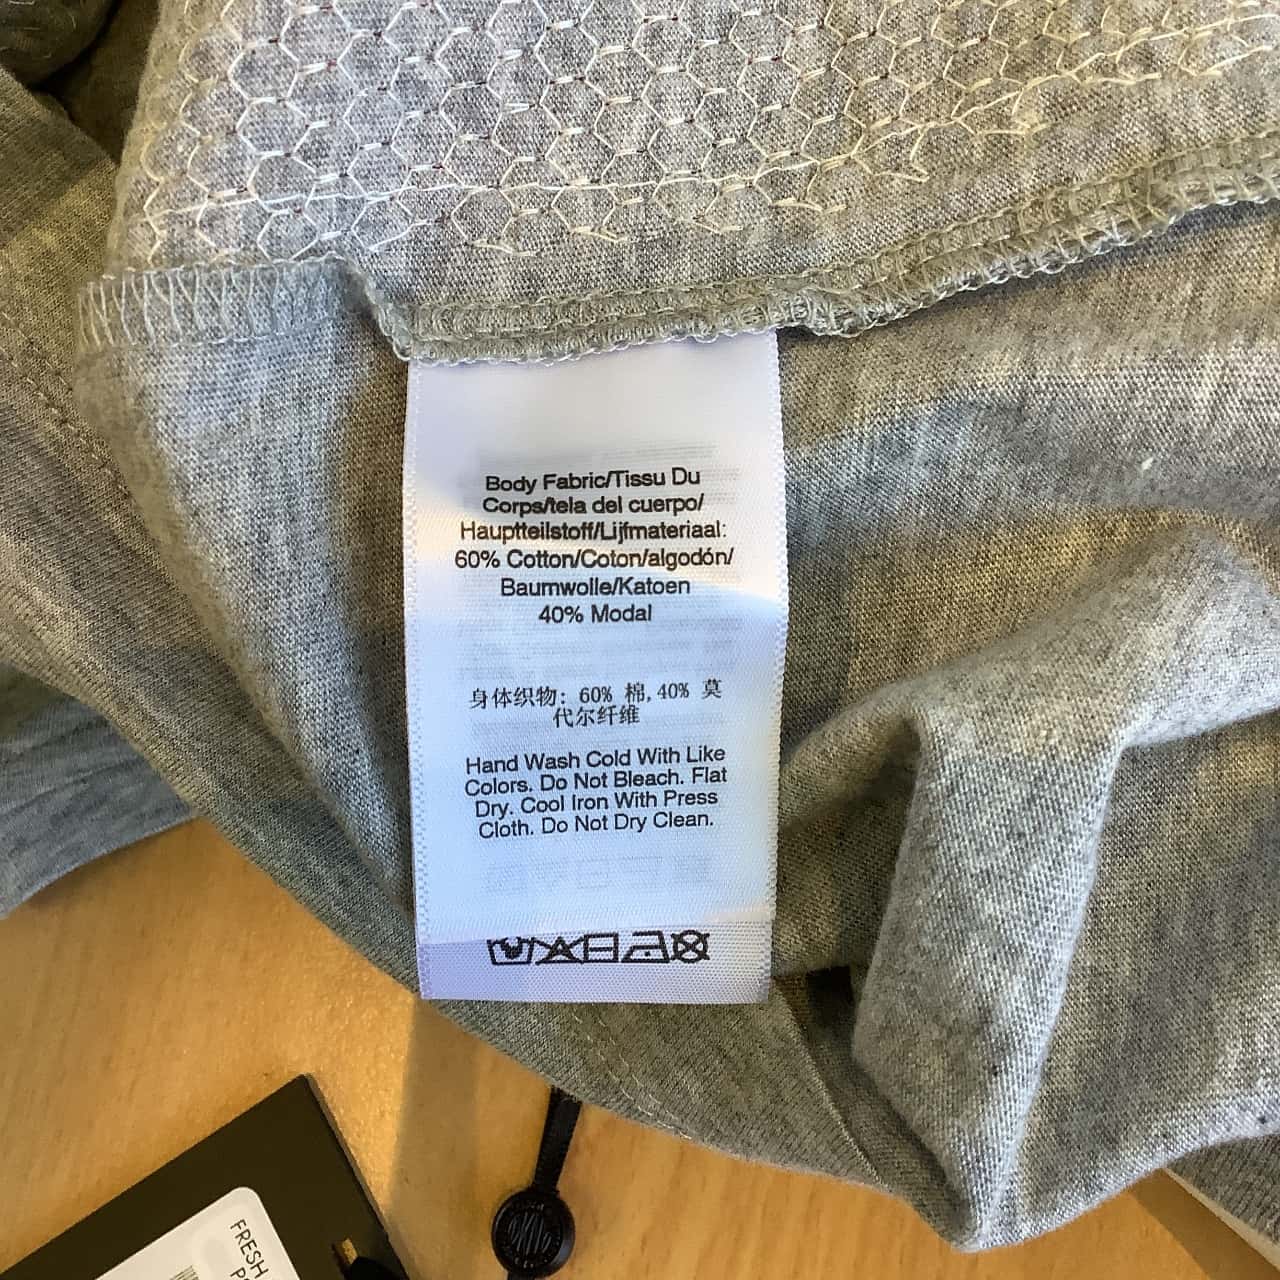 Body Fabric/Tissu Du
Corps/tela del cuerpo/
Hauptteilstoff/Lijfmateriaal:
60% Cotton/Coton/algodón/
Baumwolle/Katoen
40% Modal
身体织物: 60% 棉, 40% 莫
代尔纤维
Hand Wash Cold With Like
Colors. Do Not Bleach. Flat
Dry. Cool Iron With Press
Cloth. Do Not Dry Clean.
DKNY
FRESH